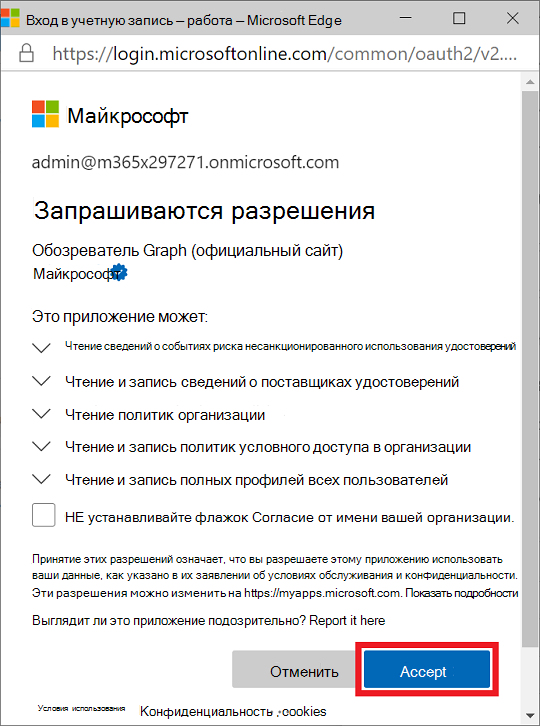 Вход в учетную запись — работа — Microsoft Edge
https://login.microsoftonline.com/common/oauth2/v2....
Майкрософт
admin@m365x297271.onmicrosoft.com
Запрашиваются разрешения
Обозреватель Graph (официальный сайт)
Майкрософт
Это приложение может:
Чтение сведений о событиях риска несанкционированного использования удостоверений
Чтение и запись сведений о поставщиках удостоверений
Чтение политик организации
Чтение и запись политик условного доступа в организации
Чтение и запись полных профилей всех пользователей
НЕ устанавливайте флажок Согласие от имени вашей организации.
Принятие этих разрешений означает, что вы разрешаете этому приложению использовать
ваши данные, как указано в их заявлении об условиях обслуживания и конфиденциальности.
Эти разрешения можно изменить на https://myapps.microsoft.com. Показать подробности
Выглядит ли это приложение подозрительно? Report it here
Отменить Accept
Условия использования Конфиденциальность , cookies